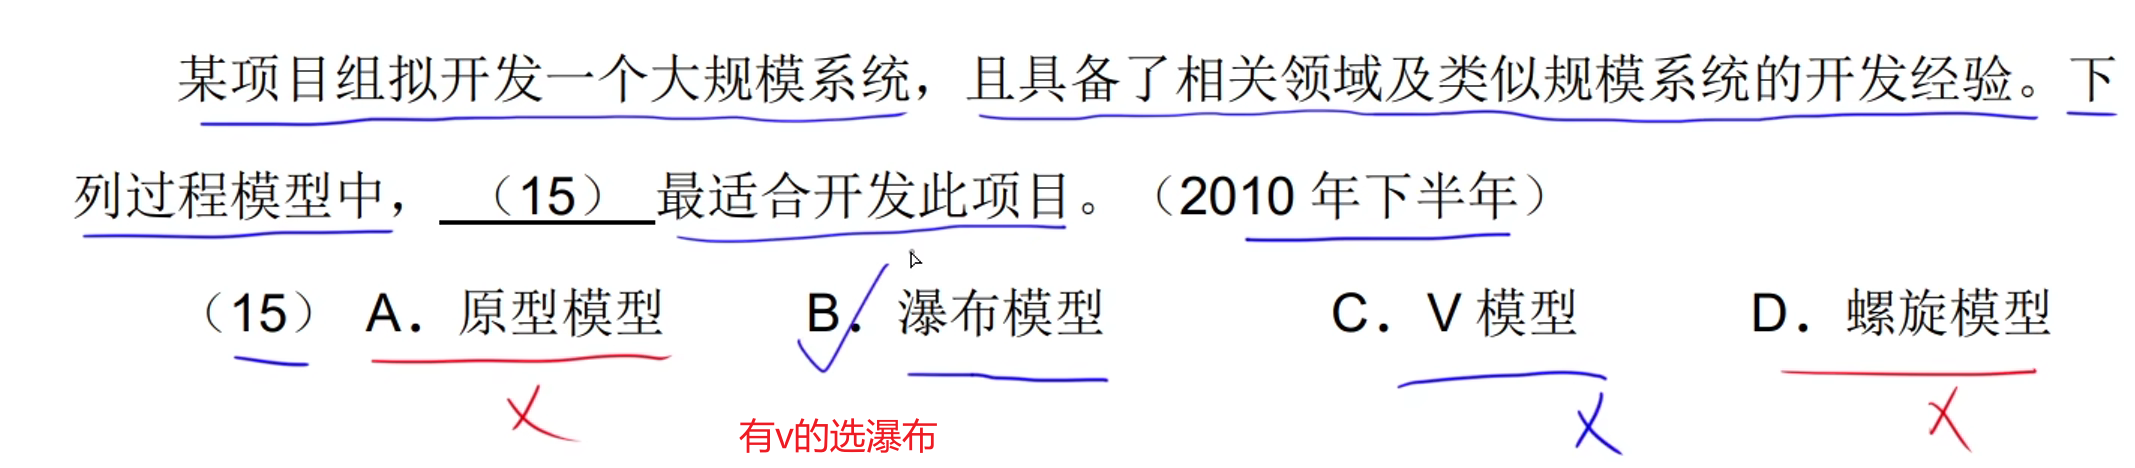 某项目组拟开发一个大规模系统，且具备了相关领域及类似规模系统的开发经验。下
列过程模型中，（15）最适合开发此项目。（2010 年下半年）
（15） A．原型模型 B．瀑布模型 C．V 模型 D．螺旋模型
有v的选瀑布